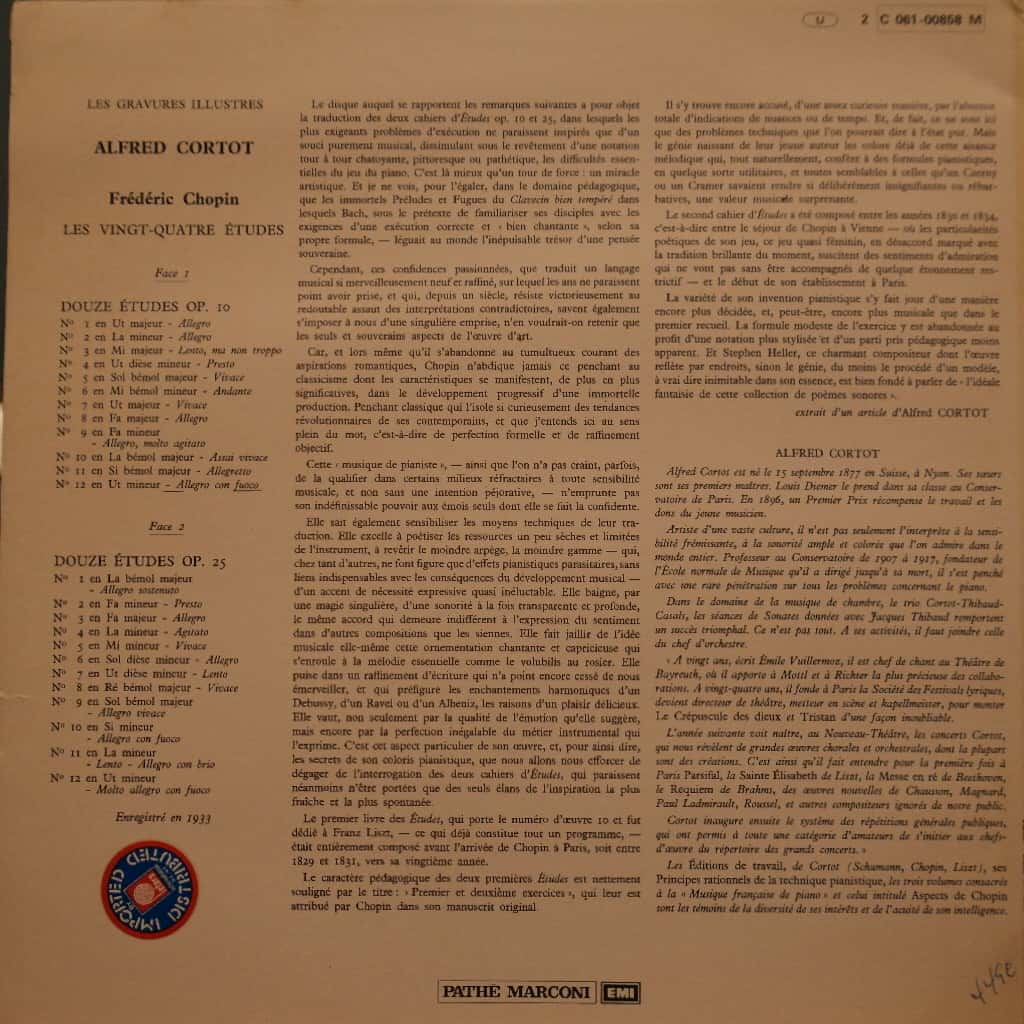 U 2 C 061-00858 M
LES GRAVURES ILLUSTRES
ALFRED CORTOT
Frédéric Chopin
LES VINGT-QUATRE ÉTUDES
Face 1
DOUZE ÉTUDES OP. 10
Nº 1 en Ut majeur - Allegro
Nº 2 en La mineur - Allegro
Nº 3 en Mi majeur - Lento, ma non troppo
Nº 4 en Ut dièse mineur - Presto
Nº 5 en Sol bémol majeur - Vivace
Nº 6 en Mi bémol mineur - Andante
Nº 7 en Ut majeur - Vivace
Nº 8 en Fa majeur - Allegro
Nº 9 en Fa mineur
- Allegro, molto agitato
Nº 10 en La bémol majeur - Assai vivace
Nº 11 en Si bémol majeur - Allegretto
Nº 12 en Ut mineur - Allegro con fuoco
Face 2
DOUZE ÉTUDES OP. 25
Nº 1 en La bémol majeur
- Allegro sostenuto
Nº 2 en Fa mineur - Presto
Nº 3 en Fa majeur - Allegro
Nº 4 en La mineur - Agitato
Nº 5 en Mi mineur - Vivace
Nº 6 en Sol dièse mineur - Allegro
Nº 7 en Ut dièse mineur - Lento
Nº 8 en Ré bémol majeur - Vivace
Nº 9 en Sol bémol majeur
- Allegro vivace
Nº 10 en Si mineur
- Allegro con fuoco
Nº 11 en La mineur
- Lento - Allegro con brio
Nº 12 en Ut mineur
- Molto allegro con fuoco
Enregistré en 1933
IMPORTED DISTRIBUTED
Le disque auquel se rapportent les remarques suivantes a pour objet
la traduction des deux cahiers d'Études op. 10 et 25, dans lesquels les
plus exigeants problèmes d'exécution ne paraissent inspirés que d'un
souci purement musical, dissimulant sous le revêtement d'une notation
tour à tour chatoyante, pittoresque ou pathétique, les difficultés essen-
tielles du jeu du piano. C'est là mieux qu'un tour de force : un miracle
artistique. Et je ne vois, pour l'égaler, dans le domaine pédagogique,
que les immortels Préludes et Fugues du Clavecin bien tempéré dans
lesquels Bach, sous le prétexte de familiariser ses disciples avec les
exigences d'une exécution correcte et « bien chantante », selon sa
propre formule, — léguait au monde l'inépuisable trésor d'une pensée
souveraine.
Cependant, ces confidences passionnées, que traduit un langage
musical si merveilleusement neuf et raffiné, sur lequel les ans ne paraissent
point avoir prise, et qui, depuis un siècle, résiste victorieusement au
redoutable assaut des interprétations contradictoires, savent également
s'imposer à nous d'une singulière emprise, n'en voudrait-on retenir que
les seuls et souverains aspects de l'œuvre d'art.
Car, et lors même qu'il s'abandonne au tumultueux courant des
aspirations romantiques, Chopin n'abdique jamais ce penchant au
classicisme dont les caractéristiques se manifestent, de plus en plus
significatives, dans le développement progressif d'une immortelle
production. Penchant classique qui l'isole si curieusement des tendances
révolutionnaires de ses contemporains, et que j'entends ici au sens
plein du mot, c'est-à-dire de perfection formelle et de raffinement
objectif.
Cette « musique de pianiste », — ainsi que l'on n'a pas craint, parfois,
de la qualifier dans certains milieux réfractaires à toute sensibilité
musicale, et non sans une intention péjorative, — n'emprunte pas
son indéfinissable pouvoir aux émois seuls dont elle se fait la confidente.
Elle sait également sensibiliser les moyens techniques de leur tra-
duction. Elle excelle à poétiser les ressources un peu sèches et limitées
de l'instrument, à revêtir le moindre arpège, la moindre gamme — qui,
chez tant d'autres, ne font figure que d'effets pianistiques parasitaires, sans
liens indispensables avec les conséquences du développement musical —
d'un accent de nécessité expressive quasi inéluctable. Elle baigne, par
une magie singulière, d'une sonorité à la fois transparente et profonde,
le même accord qui demeure indifférent à l'expression du sentiment
dans d'autres compositions que les siennes. Elle fait jaillir de l'idée
musicale elle-même cette ornementation chantante et capricieuse qui
s'enroule à la mélodie essentielle comme le volubilis au rosier. Elle
puise dans un raffinement d'écriture qui n'a point encore cessé de nous
émerveiller, et qui préfigure les enchantements harmoniques d'un
Debussy, d'un Ravel ou d'un Albeniz, les raisons d'un plaisir délicieux.
Elle vaut, non seulement par la qualité de l'émotion qu'elle suggère,
mais encore par la perfection inégalable du métier instrumental qui
l'exprime. C'est cet aspect particulier de son œuvre, et, pour ainsi dire,
les secrets de son coloris pianistique, que nous allons nous efforcer de
dégager de l'interrogation des deux cahiers d'Études, qui paraissent
néanmoins n'être portées que des seuls élans de l'inspiration la plus
fraîche et la plus spontanée.
Le premier livre des Études, qui porte le numéro d'œuvre 10 et fut
dédié à Franz Liszt, — ce qui déjà constitue tout un programme, —
était entièrement composé avant l'arrivée de Chopin à Paris, soit entre
1829 et 1831, vers sa vingtième année.
Le caractère pédagogique des deux premières Études est nettement
souligné par le titre : « Premier et deuxième exercices », qui leur est
attribué par Chopin dans son manuscrit original.
Il s'y trouve encore accusé, d'une assez curieuse manière, par l'absence
totale d'indications de nuances ou de tempo. Et, de fait, ce ne sont ici
que des problèmes techniques que l'on pourrait dire à l'état pur. Mais
le génie naissant de leur jeune auteur les colore déjà de cette aisance
mélodique qui, tout naturellement, confère à des formules pianistiques,
en quelque sorte utilitaires, et toutes semblables à celles qu'un Czerny
ou un Cramer savaient rendre si délibérément insignifiantes ou rébar-
batives, une valeur musicale surprenante.
Le second cahier d'Études a été composé entre les années 1830 et 1834,
c'est-à-dire entre le séjour de Chopin à Vienne — où les particularités
poétiques de son jeu, ce jeu quasi féminin, en désaccord marqué avec
la tradition brillante du moment, suscitent des sentiments d'admiration
qui ne vont pas sans être accompagnés de quelque étonnement res-
trictif — et le début de son établissement à Paris.
La variété de son invention pianistique s'y fait jour d'une manière
encore plus décidée, et, peut-être, encore plus musicale que dans le
premier recueil. La formule modeste de l'exercice y est abandonnée au
profit d'une notation plus stylisée et d'un parti pris pédagogique moins
apparent. Et Stephen Heller, ce charmant compositeur dont l'œuvre
reflète par endroits, sinon le génie, du moins le procédé d'un modèle,
à vrai dire inimitable dans son essence, est bien fondé à parler de « l'idéale
fantaisie de cette collection de poèmes sonores ».
extrait d'un article d'Alfred CORTOT
ALFRED CORTOT
Alfred Cortot est né le 15 septembre 1877 en Suisse, à Nyon. Ses sœurs
sont ses premiers maîtres. Louis Diemer le prend dans sa classe au Conser-
vatoire de Paris. En 1896, un Premier Prix récompense le travail et les
dons du jeune musicien.
Artiste d'une vaste culture, il n'est pas seulement l'interprète à la sensi-
bilité frémissante, à la sonorité ample et colorée que l'on admire dans le
monde entier. Professeur au Conservatoire de 1907 à 1917, fondateur de
l'École normale de Musique qu'il a dirigé jusqu'à sa mort, il s'est penché
avec une rare pénétration sur tous les problèmes concernant le piano.
Dans le domaine de la musique de chambre, le trio Cortot-Thibaud-
Casals, les séances de Sonates données avec Jacques Thibaud remportent
un succès triomphal. Ce n'est pas tout. A ses activités, il faut joindre celle
du chef d'orchestre.
« A vingt ans, écrit Émile Vuillermoz, il est chef de chant au Théâtre de
Bayreuth, où il apporte à Mottl et à Richter la plus précieuse des collabo-
rations. A vingt-quatre ans, il fonde à Paris la Société des Festivals lyriques,
devient directeur de théâtre, metteur en scène et kapellmeister, pour monter
Le Crépuscule des dieux et Tristan d'une façon inoubliable.
L'année suivante voit naître, au Nouveau-Théâtre, les concerts Cortot,
qui nous révèlent de grandes œuvres chorales et orchestrales, dont la plupart
sont des créations. C'est ainsi qu'il fait entendre pour la première fois à
Paris Parsifal, la Sainte Élisabeth de Liszt, la Messe en ré de Beethoven,
le Requiem de Brahms, des œuvres nouvelles de Chausson, Magnard,
Paul Ladmirault, Roussel, et autres compositeurs ignorés de notre public.
Cortot inaugure ensuite le système des répétitions générales publiques,
qui ont permis à toute une catégorie d'amateurs de s'initier aux chefs-
d'œuvre du répertoire des grands concerts. »
Les Éditions de travail, de Cortot (Schumann, Chopin, Liszt), ses
Principes rationnels de la technique pianistique, les trois volumes consacrés
à la « Musique française de piano » et celui intitulé Aspects de Chopin
sont les témoins de la diversité de ses intérêts et de l'acuité de son intelligence.
PATHÉ MARCONI EMI